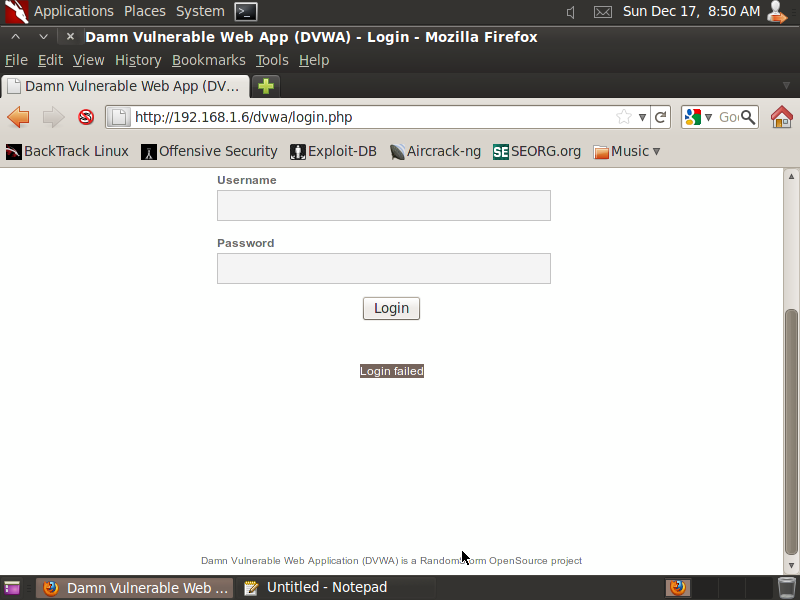 Applications Places System Sun Dec 17, 8:50 AM
Damn Vulnerable Web App (DVWA) - Login - Mozilla Firefox
File Edit View History Bookmarks Tools Help
Damn Vulnerable Web App (DV...
http://192.168.1.6/dvwa/login.php Goo
BackTrack Linux Offensive Security Exploit-DB Aircrack-ng SEORG.org Music
Username
Password
Login
Login failed
Damn Vulnerable Web Application (DVWA) is a RandomStorm OpenSource project
Damn Vulnerable Web ... Untitled - Notepad